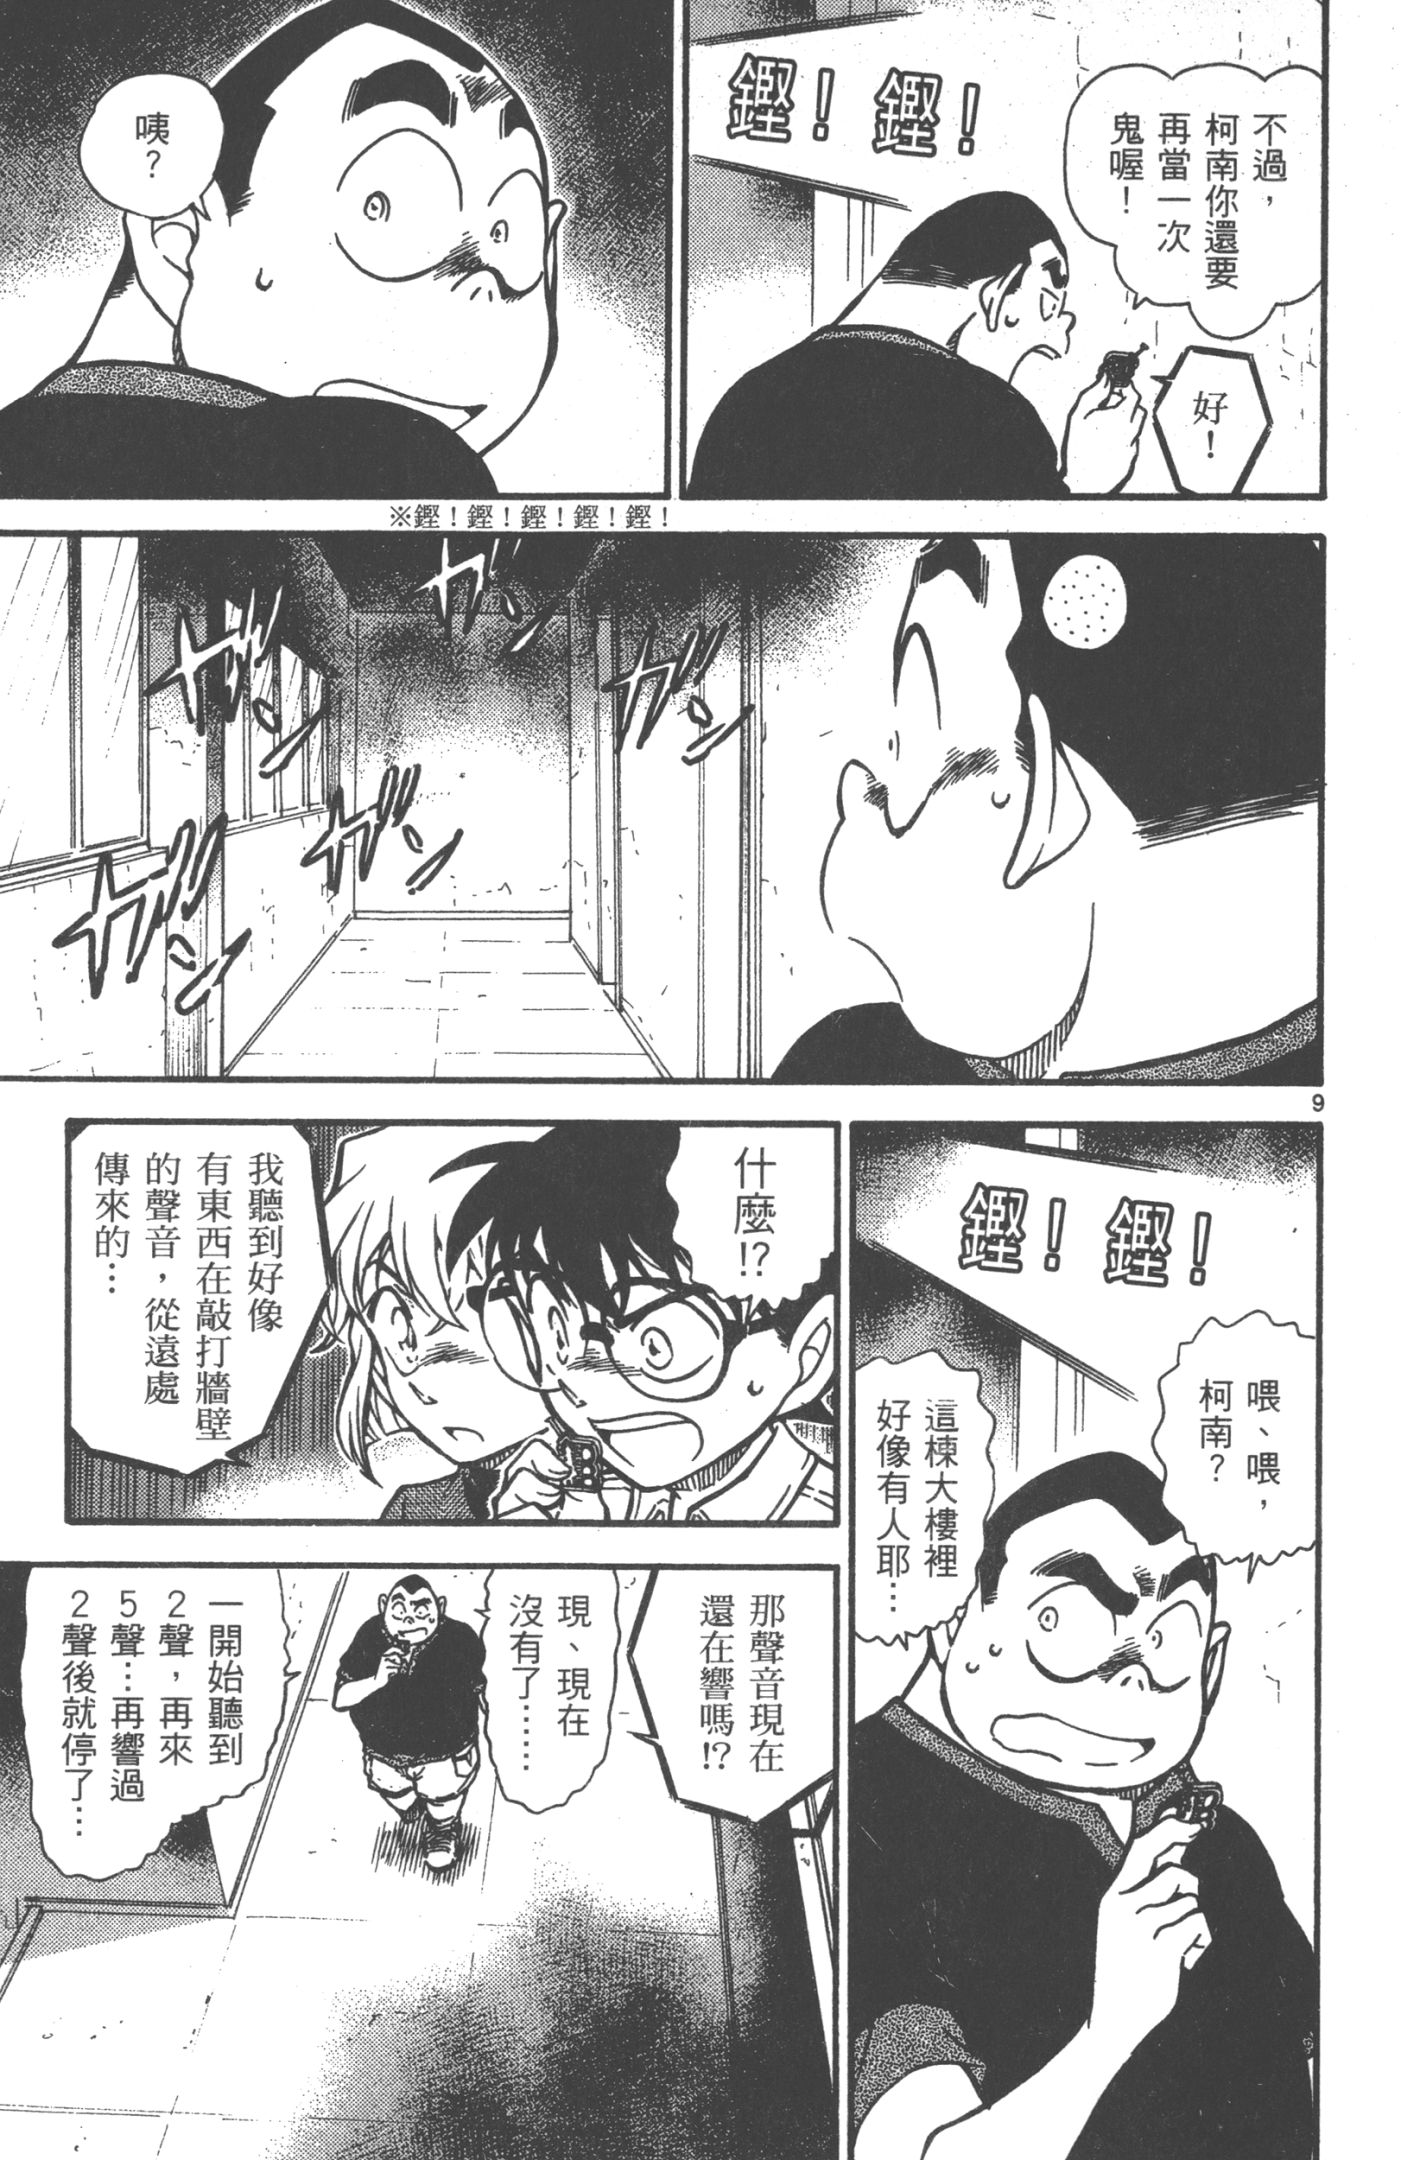 鏗！鏗！
不過，
柯南你還要
再當一次
鬼喔！
好！
咦？
※鏗！鏗！鏗！鏗！鏗！
ガン
ガン
ガン
ガン
ガン
9
鏗！鏗！
喂、喂，
柯南？
這棟大樓裡
好像有人耶…
什麼!?
我聽到好像
有東西在敲打牆壁
的聲音，從遠處
傳來的…
那聲音現在
還在響嗎!?
現、現在
沒有了……
一開始聽到
2聲，再來
5聲…再響過
2聲後就停了…